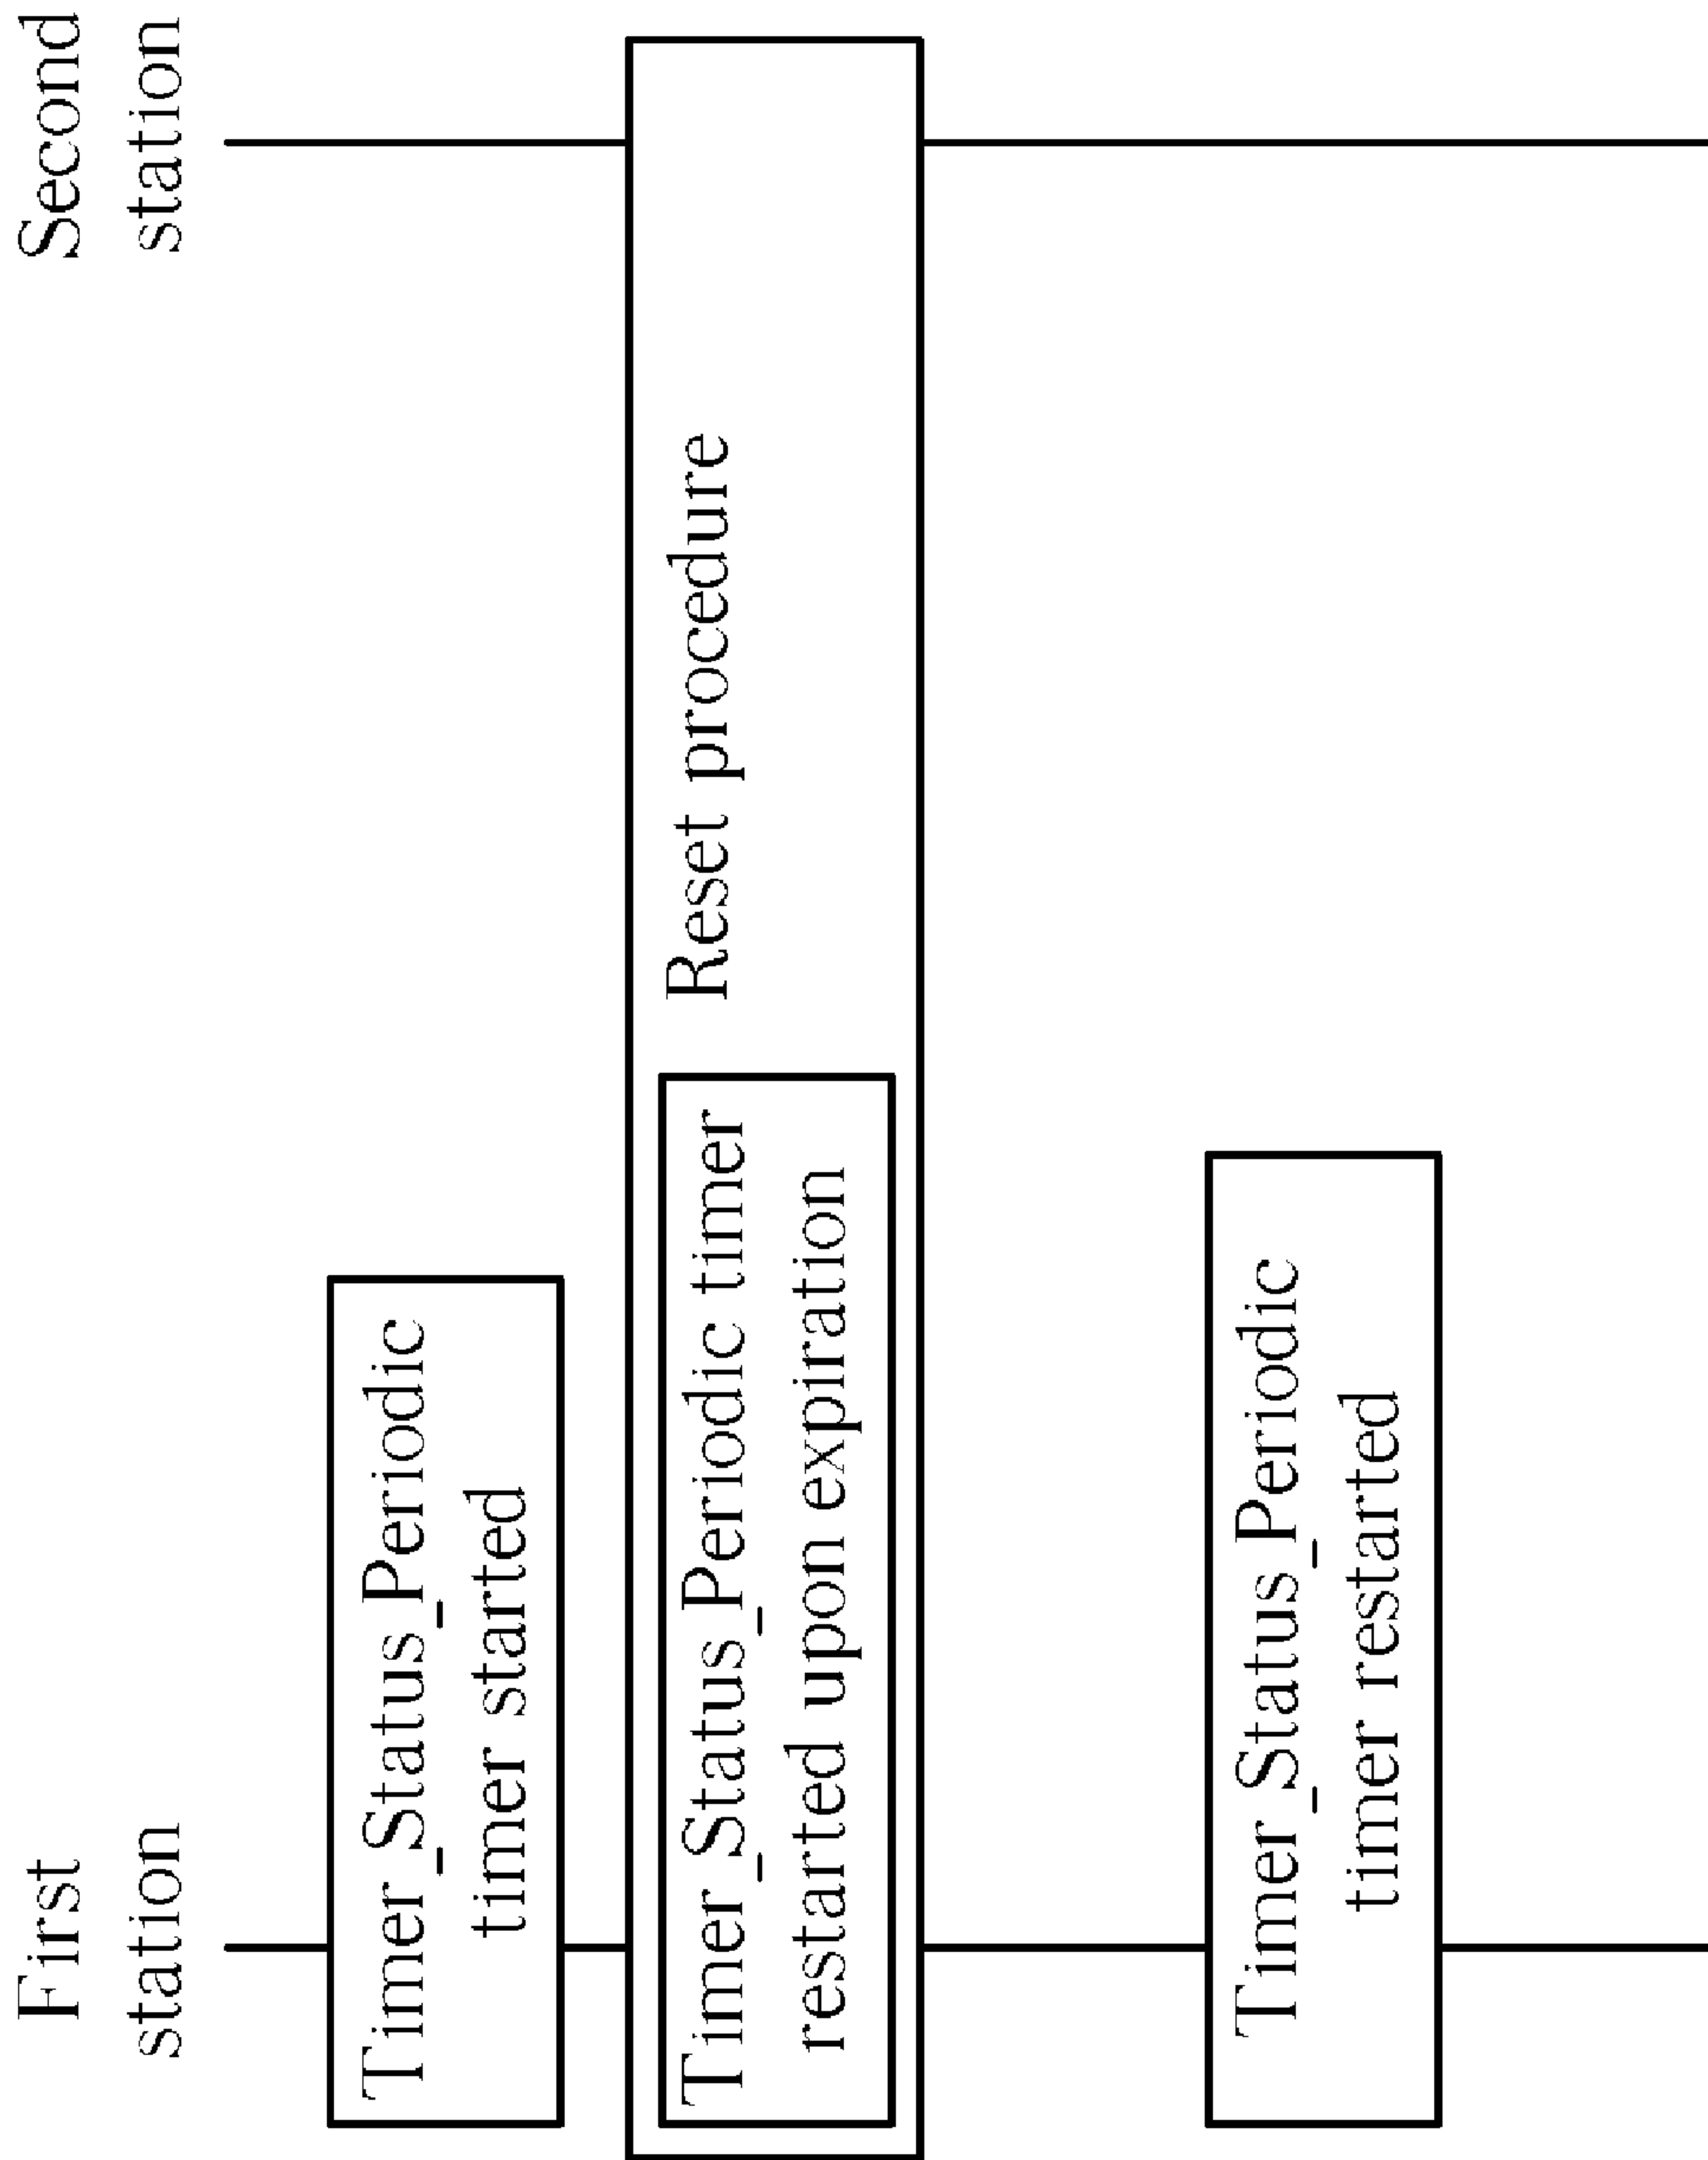 First
station
Second
station
Timer_Status_Periodic
timer started
Timer_Status_Periodic timer
restarted upon expiration
Reset procedure
Timer_Status_Periodic
timer restarted